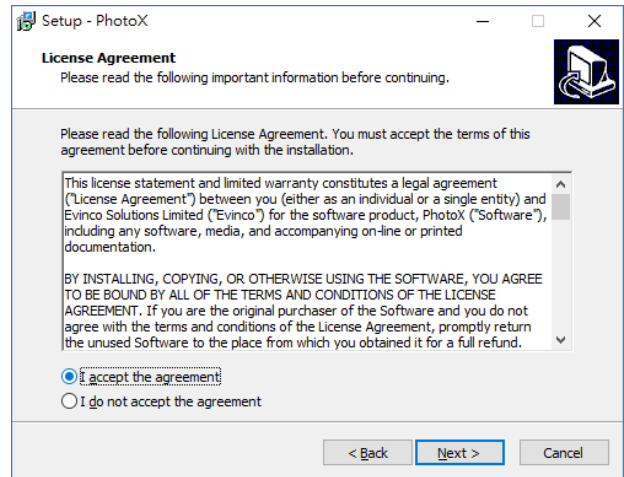 Setup - PhotoX
License Agreement
Please read the following important information before continuing.
Please read the following License Agreement. You must accept the terms of this
agreement before continuing with the installation.
This license statement and limited warranty constitutes a legal agreement
("License Agreement") between you (either as an individual or a single entity) and
Evinco Solutions Limited ("Evinco") for the software product, PhotoX ("Software"),
including any software, media, and accompanying on-line or printed
documentation.
BY INSTALLING, COPYING, OR OTHERWISE USING THE SOFTWARE, YOU AGREE
TO BE BOUND BY ALL OF THE TERMS AND CONDITIONS OF THE LICENSE
AGREEMENT. If you are the original purchaser of the Software and you do not
agree with the terms and conditions of the License Agreement, promptly return
the unused Software to the place from which you obtained it for a full refund.
I accept the agreement
I do not accept the agreement
< Back Next > Cancel